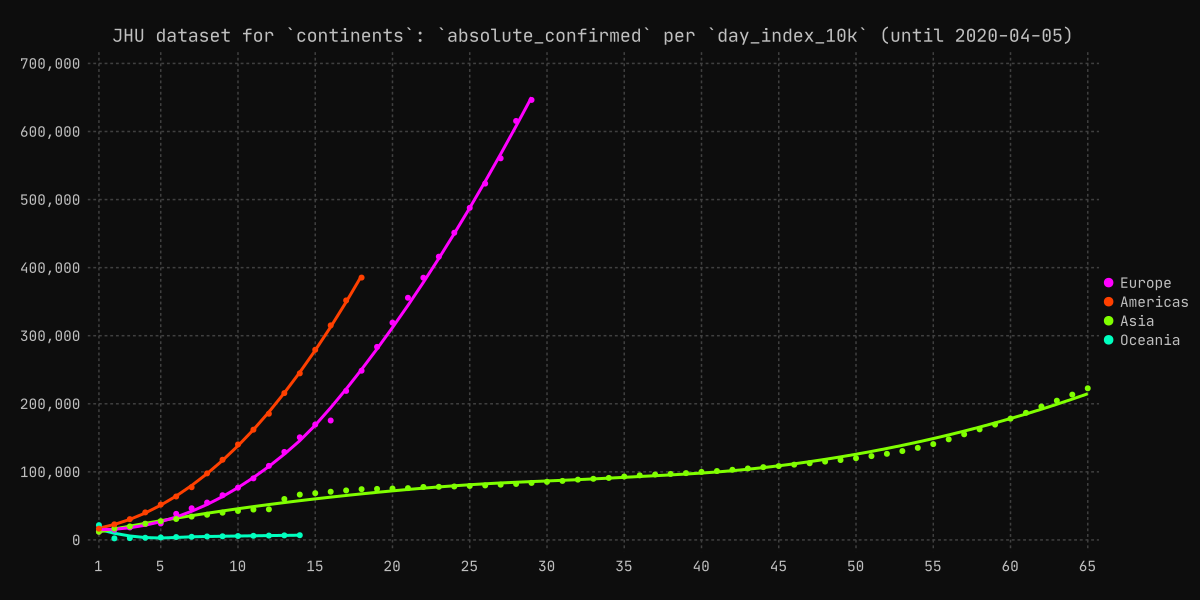 JHU dataset for `continents`: `absolute_confirmed` per `day_index_10k` (until 2020-04-05)
700,000
600,000
500,000
400,000
300,000
200,000
100,000
0
1 5 10 15 20 25 30 35 40 45 50 55 60 65
Europe
Americas
Asia
Oceania